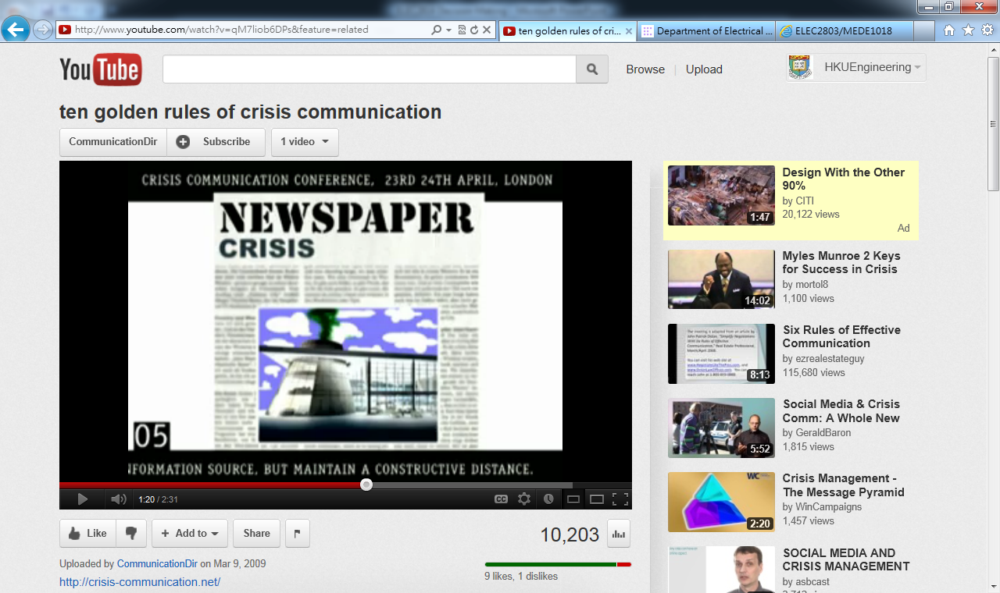 http://www.youtube.com/watch?v=qM7liob6DPs&feature=related
ten golden rules of cri...
Department of Electrical ...
ELEC2803/MEDE1018
YouTube
Browse
Upload
HKUEngineering
ten golden rules of crisis communication
CommunicationDir
Subscribe
1 video
CRISIS COMMUNICATION CONFERENCE, 23RD 24TH APRIL, LONDON
NEWSPAPER
CRISIS
05
NFORMATION SOURCE, BUT MAINTAIN A CONSTRUCTIVE DISTANCE.
1:20 / 2:31
CC
Like
Add to
Share
10,203
Uploaded by CommunicationDir on Mar 9, 2009
http://crisis-communication.net/
9 likes, 1 dislikes
1:47
Design With the Other
90%
by CITI
20,122 views
Ad
14:02
Myles Munroe 2 Keys
for Success in Crisis
by mortol8
1,100 views
8:13
Six Rules of Effective
Communication
by ezrealestateguy
115,680 views
5:52
Social Media & Crisis
Comm: A Whole New
by GeraldBaron
1,815 views
WC
2:20
Crisis Management -
The Message Pyramid
by WinCampaigns
1,457 views
SOCIAL MEDIA AND
CRISIS MANAGEMENT
by asbcast